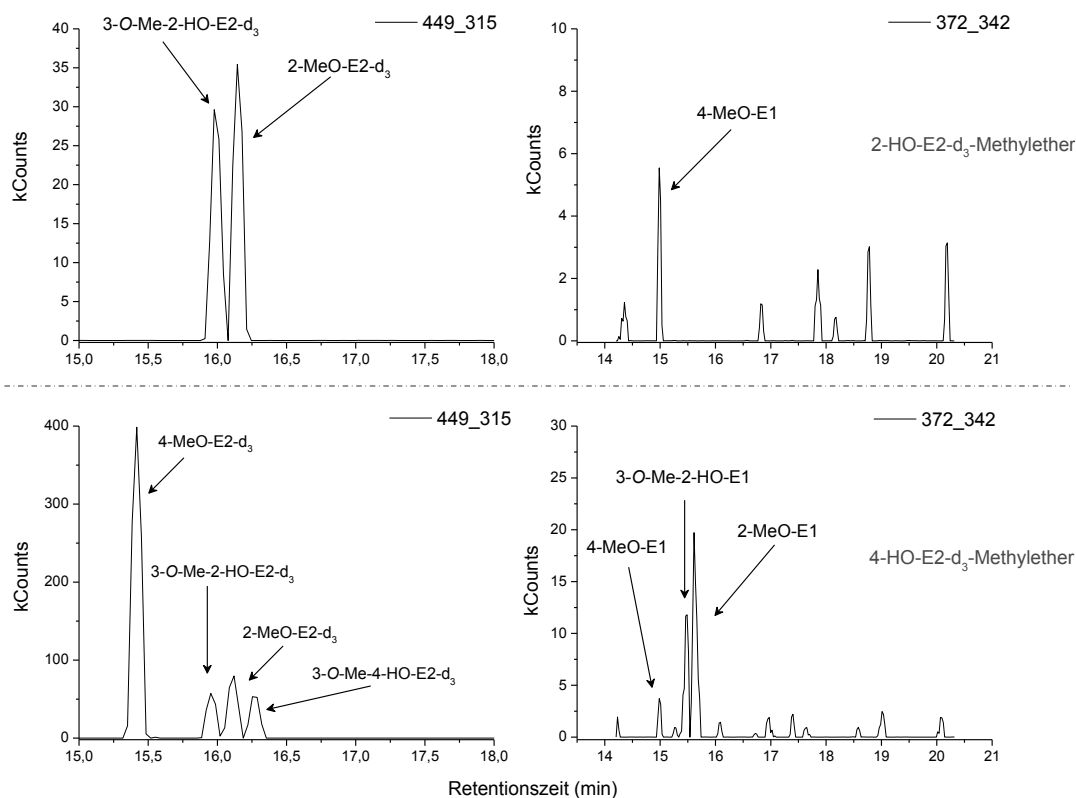 449_315
3-O-Me-2-HO-E2-d₃
2-MeO-E2-d₃
kCounts
40
35
30
25
20
15
10
5
0
15,0 15,5 16,0 16,5 17,0 17,5 18,0
372_342
4-MeO-E1
2-HO-E2-d₃-Methylether
kCounts
10
8
6
4
2
0
14 15 16 17 18 19 20 21
449_315
4-MeO-E2-d₃
3-O-Me-2-HO-E2-d₃
2-MeO-E2-d₃
3-O-Me-4-HO-E2-d₃
kCounts
400
300
200
100
0
15,0 15,5 16,0 16,5 17,0 17,5 18,0
372_342
3-O-Me-2-HO-E1
4-MeO-E1
2-MeO-E1
4-HO-E2-d₃-Methylether
kCounts
30
25
20
15
10
5
0
14 15 16 17 18 19 20 21
Retentionszeit (min)